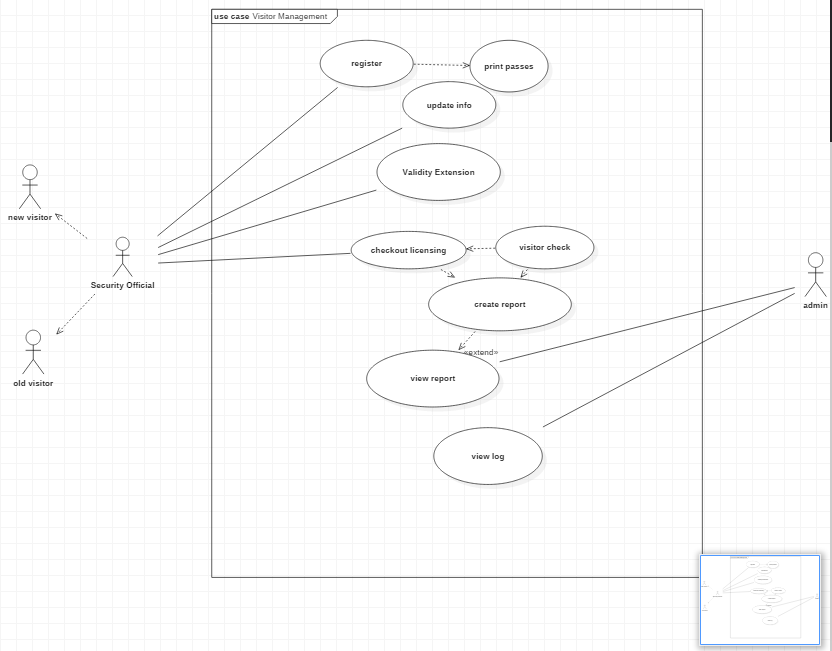 use case Visitor Management
register
print passes
update info
Validity Extension
new visitor
checkout licensing
visitor check
Security Official
create report
admin
«extend»
view report
old visitor
view log